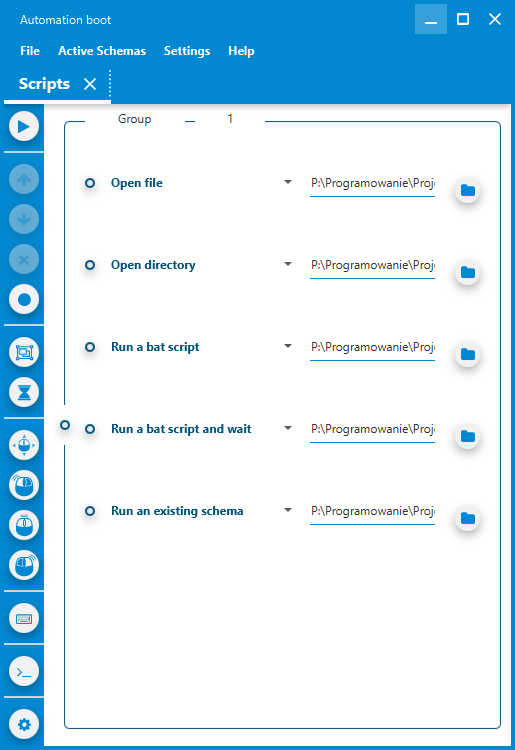 Automation boot
File Active Schemas Settings Help
Scripts
Group 1
Open file P:\Programowanie\Proj
Open directory P:\Programowanie\Proj
Run a bat script P:\Programowanie\Proj
Run a bat script and wait P:\Programowanie\Proj
Run an existing schema P:\Programowanie\Proj